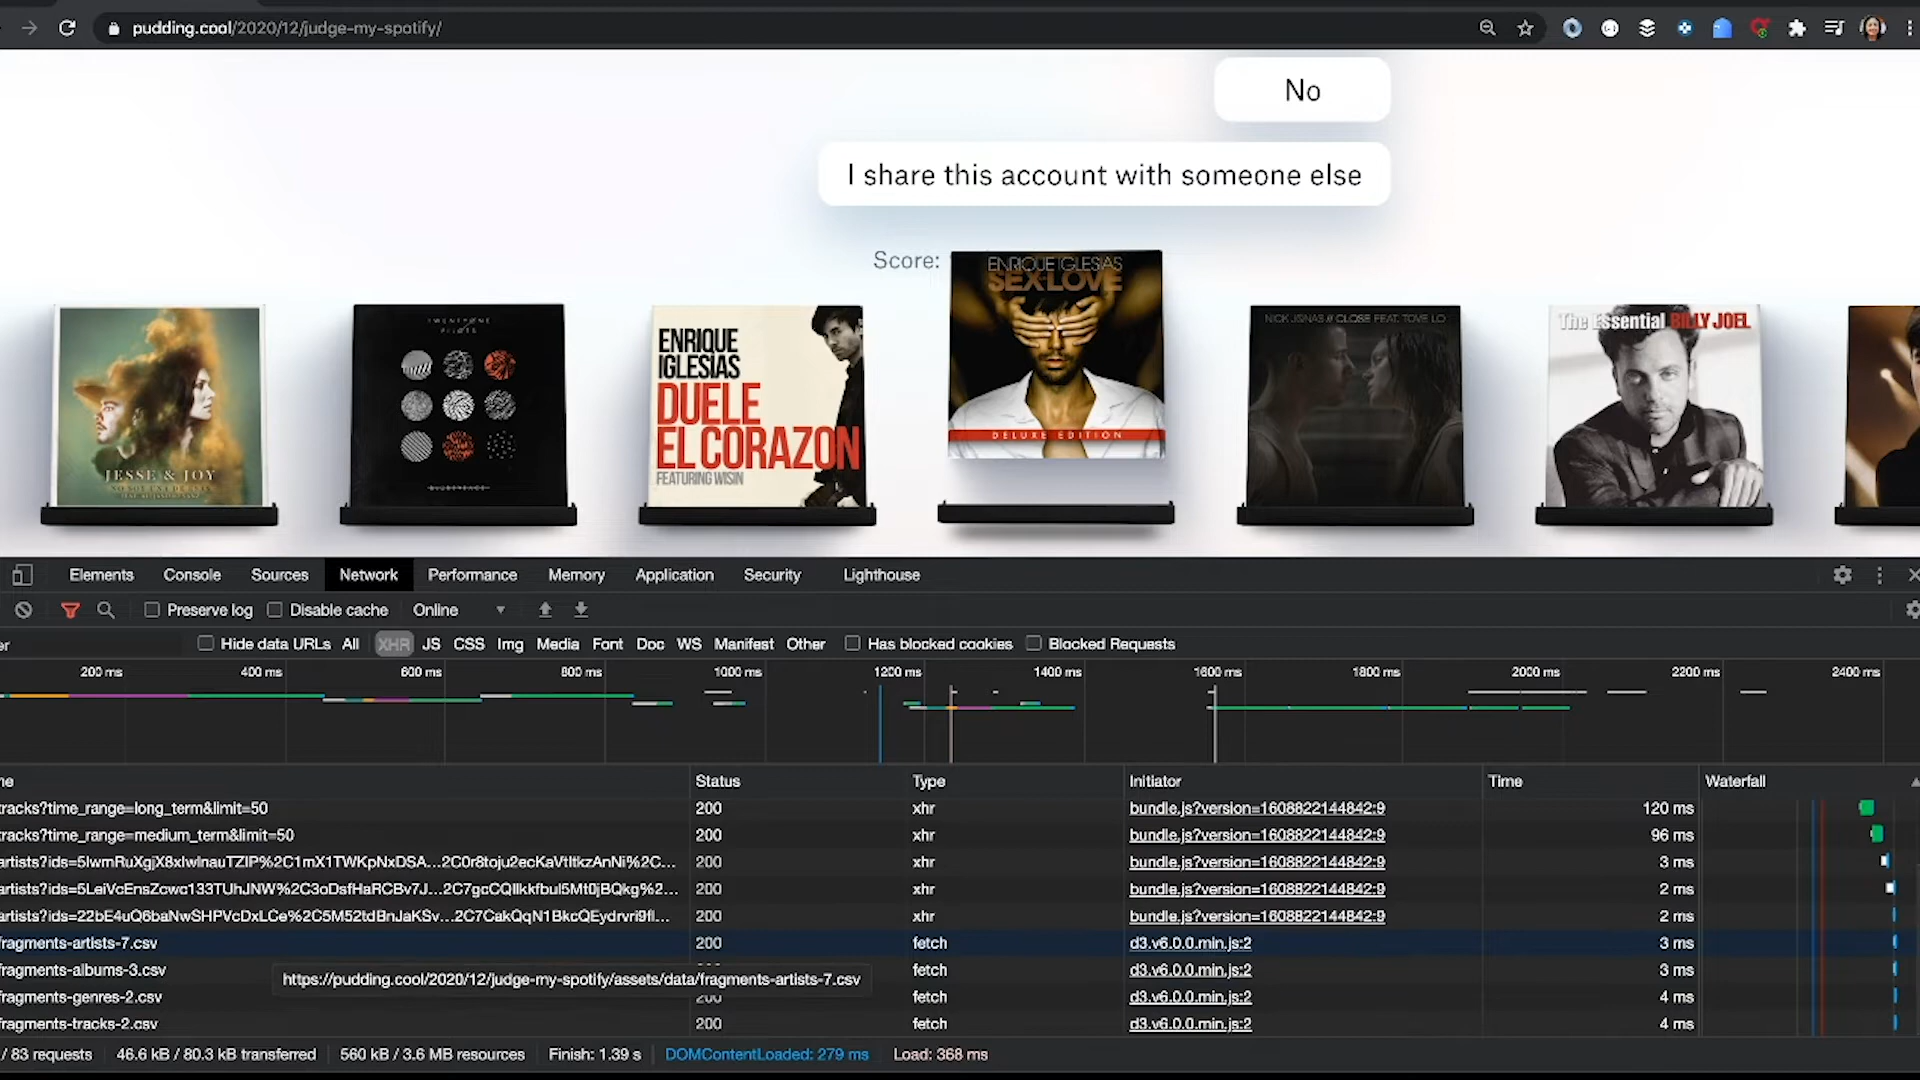 pudding.cool/2020/12/judge-my-spotify/
No
I share this account with someone else
Score:
JESSE & JOY
TWENTY ONE
PILOTS
BLURRYFACE
ENRIQUE
IGLESIAS
DUELE
EL CORAZON
FEATURING WISIN
ENRIQUE IGLESIAS
SEX+LOVE
DELUXE EDITION
NICK JONAS // CLOSE FEAT. TOVE LO
The Essential BILLY JOEL
Elements Console Sources Network Performance Memory Application Security Lighthouse
Preserve log Disable cache Online
er Hide data URLs All XHR JS CSS Img Media Font Doc WS Manifest Other Has blocked cookies Blocked Requests
200 ms 400 ms 600 ms 800 ms 1000 ms 1200 ms 1400 ms 1600 ms 1800 ms 2000 ms 2200 ms 2400 ms
me Status Type Initiator Time Waterfall
tracks?time_range=long_term&limit=50 200 xhr bundle.js?version=1608822144842:9 120 ms
tracks?time_range=medium_term&limit=50 200 xhr bundle.js?version=1608822144842:9 96 ms
200 xhr bundle.js?version=1608822144842:9 3 ms
200 xhr bundle.js?version=1608822144842:9 2 ms
200 xhr bundle.js?version=1608822144842:9 2 ms
fragments-artists-7.csv 200 fetch d3.v6.0.0.min.js:2 3 ms
fragments-albums-3.csv fetch d3.v6.0.0.min.js:2 3 ms
https://pudding.cool/2020/12/judge-my-spotify/assets/data/fragments-artists-7.csv
fragments-genres-2.csv 200 fetch d3.v6.0.0.min.js:2 4 ms
fragments-tracks-2.csv 200 fetch d3.v6.0.0.min.js:2 4 ms
/ 83 requests 46.6 kB / 80.3 kB transferred 560 kB / 3.6 MB resources Finish: 1.39 s DOMContentLoaded: 279 ms Load: 368 ms